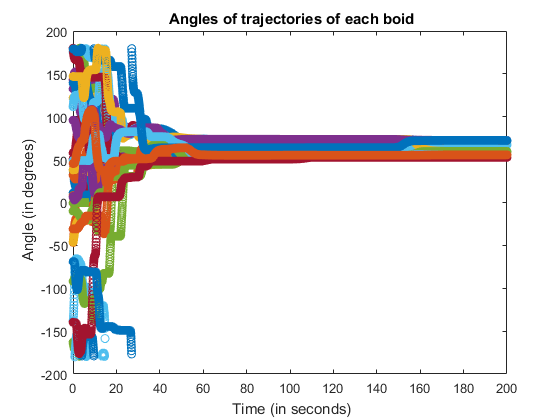 Angles of trajectories of each boid
200
150
100
50
0
-50
-100
-150
-200
Angle (in degrees)
0 20 40 60 80 100 120 140 160 180 200
Time (in seconds)